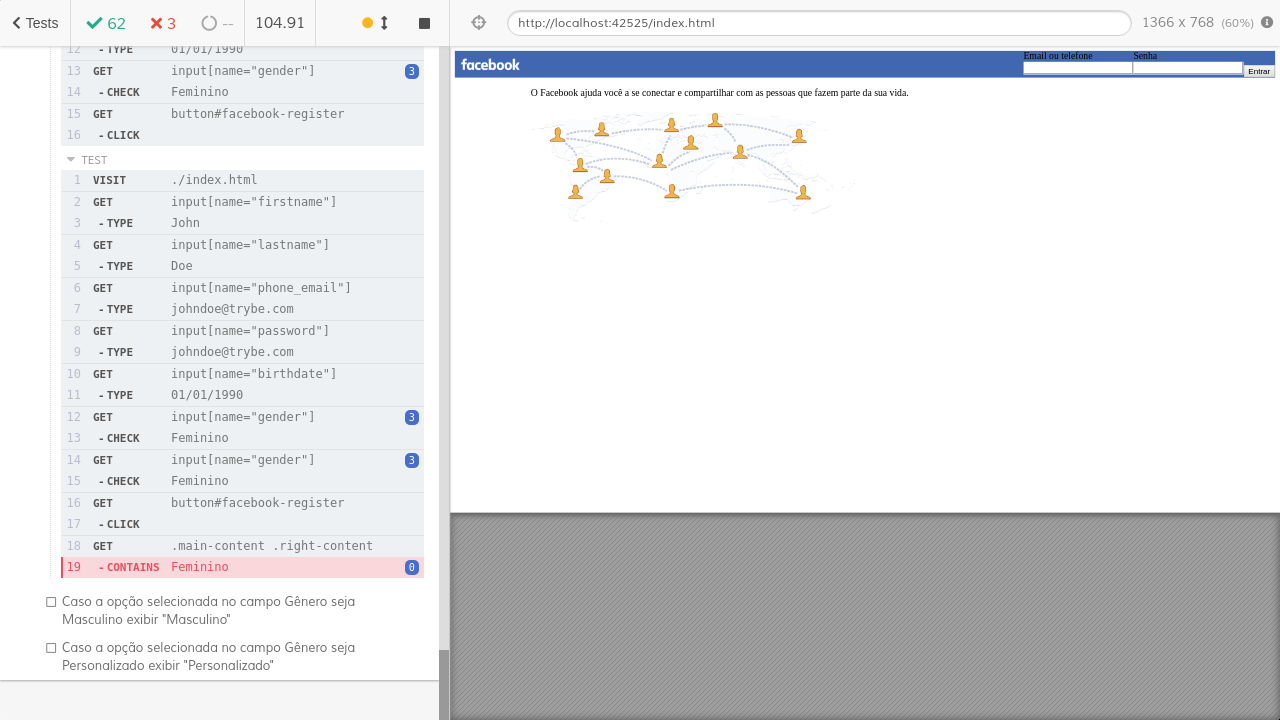 Tests 62 3 -- 104.91
http://localhost:42525/index.html 1366 x 768 (60%)
12 -TYPE 01/01/1990
13 GET input[name="gender"] 3
14 -CHECK Feminino
15 GET button#facebook-register
16 -CLICK
TEST
1 VISIT ./index.html
2 GET input[name="firstname"]
3 -TYPE John
4 GET input[name="lastname"]
5 -TYPE Doe
6 GET input[name="phone_email"]
7 -TYPE johndoe@trybe.com
8 GET input[name="password"]
9 -TYPE johndoe@trybe.com
10 GET input[name="birthdate"]
11 -TYPE 01/01/1990
12 GET input[name="gender"] 3
13 -CHECK Feminino
14 GET input[name="gender"] 3
15 -CHECK Feminino
16 GET button#facebook-register
17 -CLICK
18 GET .main-content .right-content
19 -CONTAINS Feminino 0
Caso a opção selecionada no campo Gênero seja
Masculino exibir "Masculino"
Caso a opção selecionada no campo Gênero seja
Personalizado exibir "Personalizado"
facebook
Email ou telefone Senha
Entrar
O Facebook ajuda você a se conectar e compartilhar com as pessoas que fazem parte da sua vida.